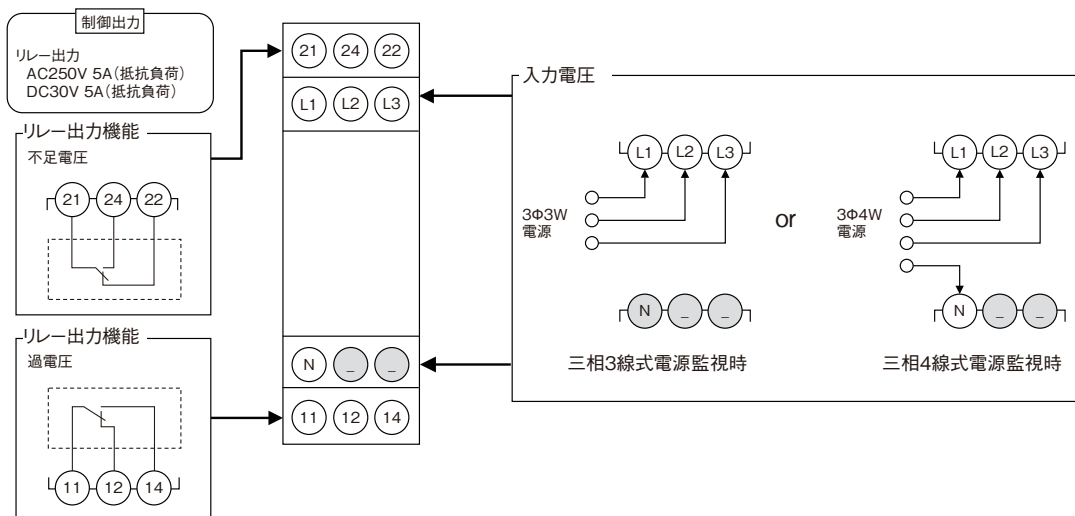 制御出力
リレー出力
AC250V 5A(抵抗負荷)
DC30V 5A(抵抗負荷)
リレー出力機能
不足電圧
21 24 22
リレー出力機能
過電圧
11 12 14
21 24 22
L1 L2 L3
N _ _
11 12 14
入力電圧
L1 L2 L3
3Φ3W
電源
N _ _
三相3線式電源監視時
or
L1 L2 L3
3Φ4W
電源
N _ _
三相4線式電源監視時